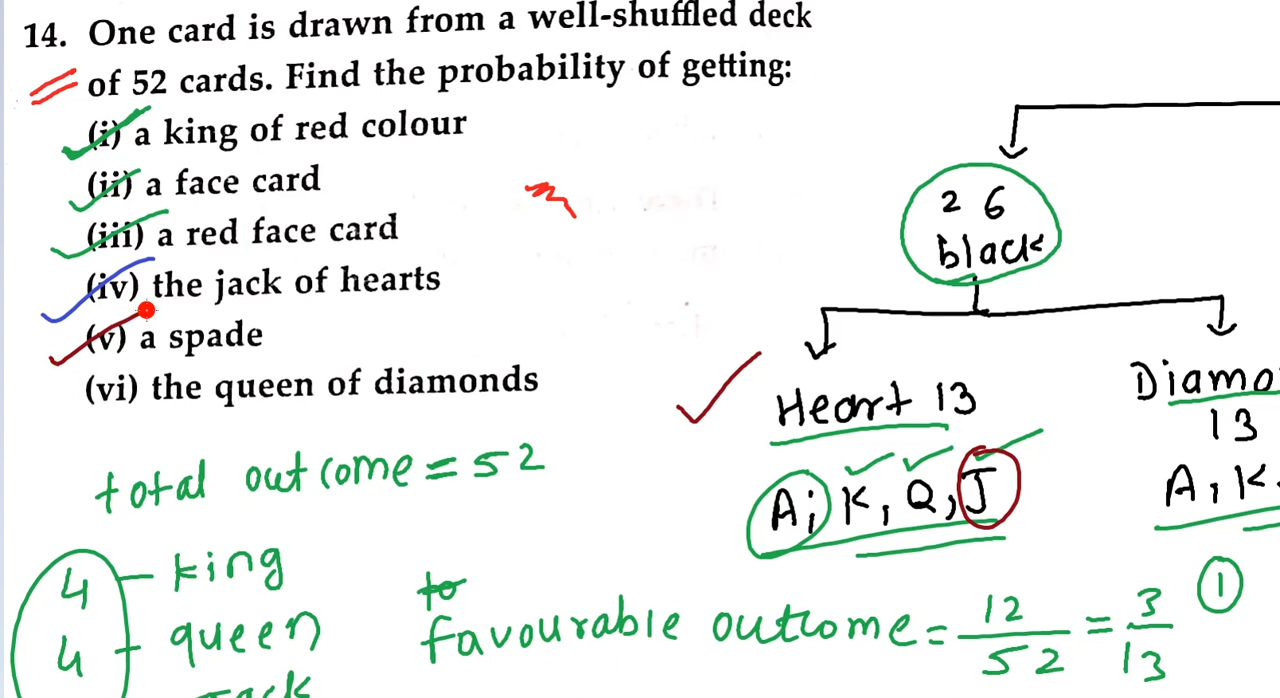 14. One card is drawn from a well-shuffled deck
of 52 cards. Find the probability of getting:
(i) a king of red colour
(ii) a face card
(iii) a red face card
(iv) the jack of hearts
(v) a spade
(vi) the queen of diamonds
26
black
Heart 13
A, K, Q, J
Diamo
13
A, K,
total outcome = 52
4 - king
4 - queen
Jack
to
favourable outcome = 12/52 = 3/13
1